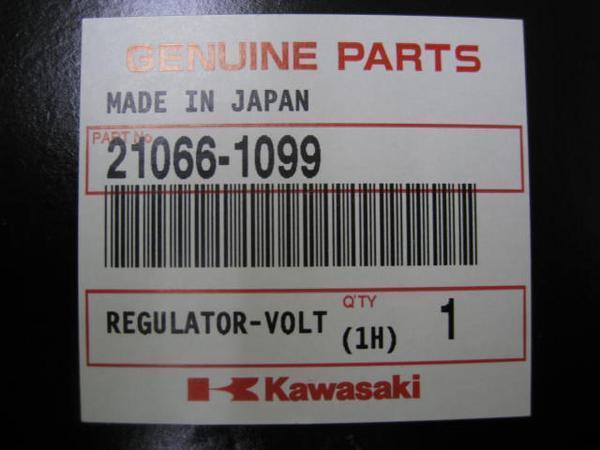 GENUINE PARTS
MADE IN JAPAN
PART No.
21066-1099
REGULATOR-VOLT
Q'TY
(1H) 1
Kawasaki